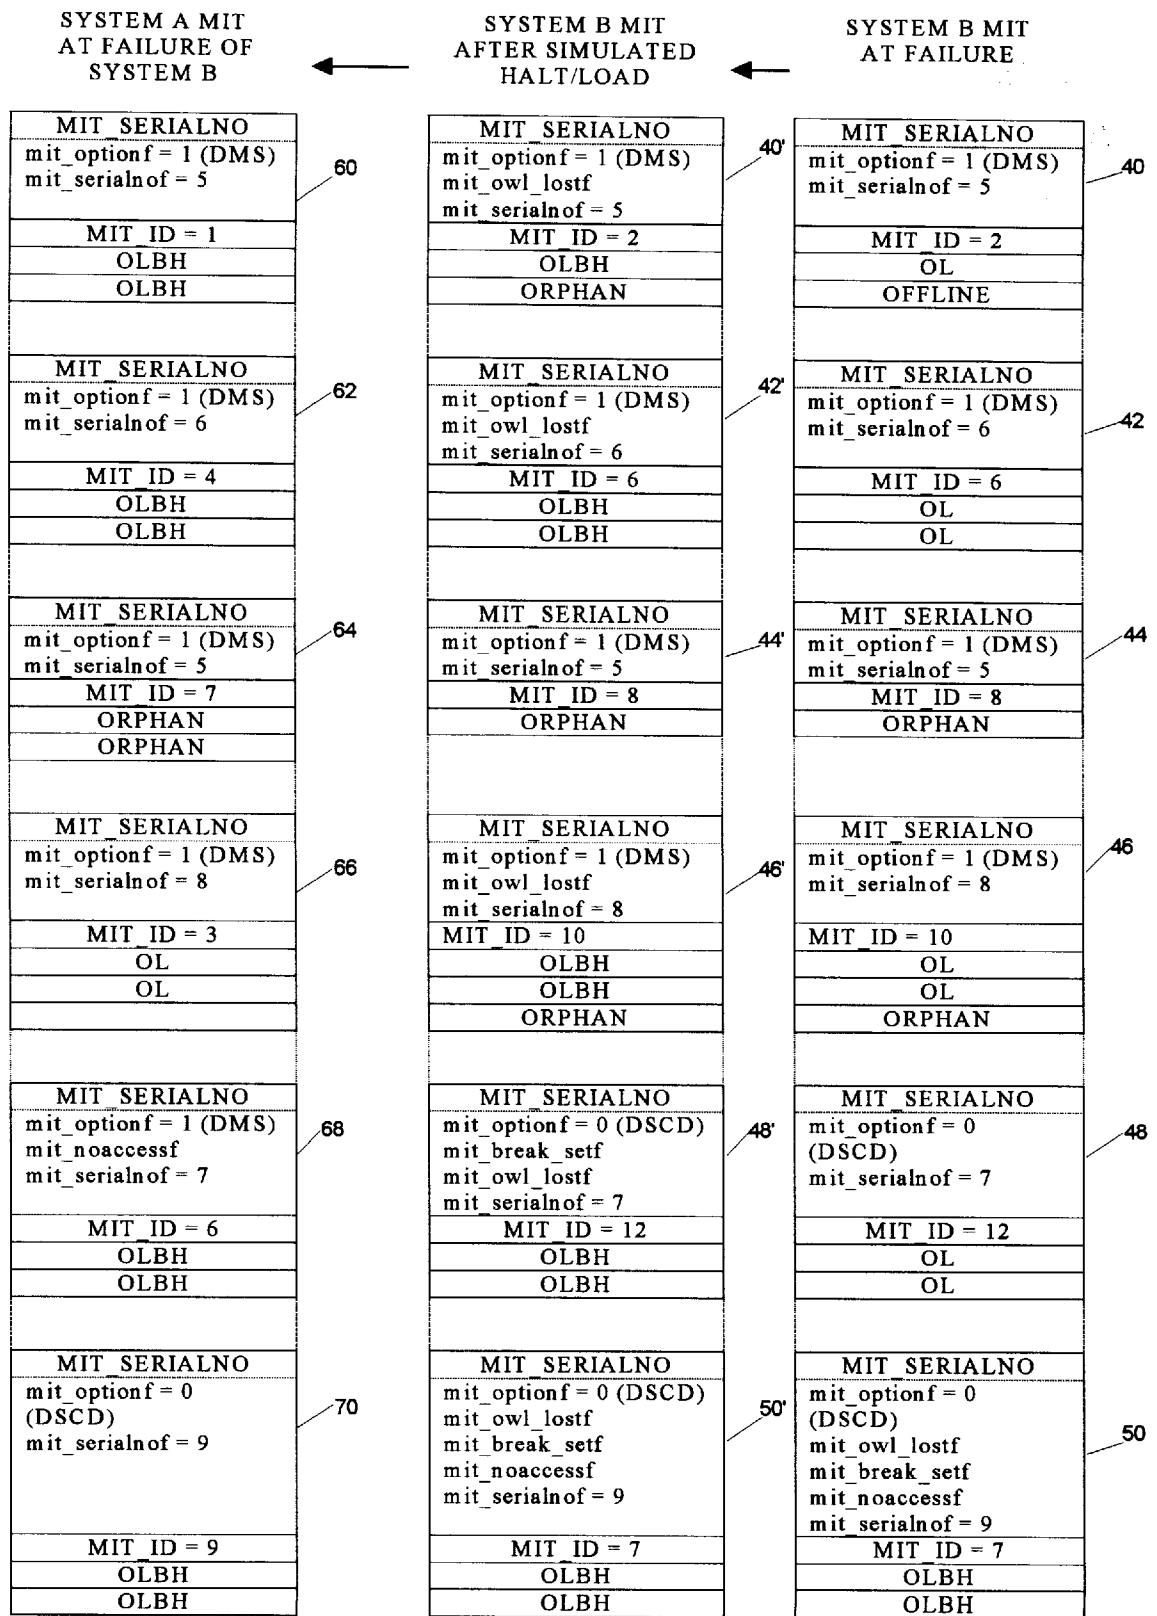 SYSTEM A MIT
AT FAILURE OF
SYSTEM B
SYSTEM B MIT
AFTER SIMULATED
HALT/LOAD
SYSTEM B MIT
AT FAILURE
MIT_SERIALNO
mit_optionf = 1 (DMS)
mit_serialnof = 5
MIT_ID = 1
OLBH
OLBH
60
MIT_SERIALNO
mit_optionf = 1 (DMS)
mit_serialnof = 6
MIT_ID = 4
OLBH
OLBH
62
MIT_SERIALNO
mit_optionf = 1 (DMS)
mit_serialnof = 5
MIT_ID = 7
ORPHAN
ORPHAN
64
MIT_SERIALNO
mit_optionf = 1 (DMS)
mit_serialnof = 8
MIT_ID = 3
OL
OL
66
MIT_SERIALNO
mit_optionf = 1 (DMS)
mit_noaccessf
mit_serialnof = 7
MIT_ID = 6
OLBH
OLBH
68
MIT_SERIALNO
mit_optionf = 0
(DSCD)
mit_serialnof = 9
MIT_ID = 9
OLBH
OLBH
70
MIT_SERIALNO
mit_optionf = 1 (DMS)
mit_owl_lostf
mit_serialnof = 5
MIT_ID = 2
OLBH
ORPHAN
40'
MIT_SERIALNO
mit_optionf = 1 (DMS)
mit_owl_lostf
mit_serialnof = 6
MIT_ID = 6
OLBH
OLBH
42'
MIT_SERIALNO
mit_optionf = 1 (DMS)
mit_serialnof = 5
MIT_ID = 8
ORPHAN
44'
MIT_SERIALNO
mit_optionf = 1 (DMS)
mit_owl_lostf
mit_serialnof = 8
MIT_ID = 10
OLBH
OLBH
ORPHAN
46'
MIT_SERIALNO
mit_optionf = 0 (DSCD)
mit_break_setf
mit_owl_lostf
mit_serialnof = 7
MIT_ID = 12
OLBH
OLBH
48'
MIT_SERIALNO
mit_optionf = 0 (DSCD)
mit_owl_lostf
mit_break_setf
mit_noaccessf
mit_serialnof = 9
MIT_ID = 7
OLBH
OLBH
50'
MIT_SERIALNO
mit_optionf = 1 (DMS)
mit_serialnof = 5
MIT_ID = 2
OL
OFFLINE
40
MIT_SERIALNO
mit_optionf = 1 (DMS)
mit_serialnof = 6
MIT_ID = 6
OL
OL
42
MIT_SERIALNO
mit_optionf = 1 (DMS)
mit_serialnof = 5
MIT_ID = 8
ORPHAN
44
MIT_SERIALNO
mit_optionf = 1 (DMS)
mit_serialnof = 8
MIT_ID = 10
OL
OL
ORPHAN
46
MIT_SERIALNO
mit_optionf = 0
(DSCD)
mit_serialnof = 7
MIT_ID = 12
OL
OL
48
MIT_SERIALNO
mit_optionf = 0
(DSCD)
mit_owl_lostf
mit_break_setf
mit_noaccessf
mit_serialnof = 9
MIT_ID = 7
OLBH
OLBH
50